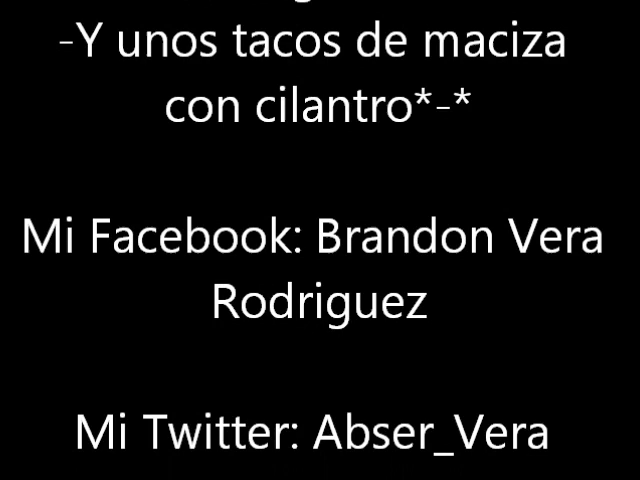 -Y unos tacos de maciza
con cilantro*-*
Mi Facebook: Brandon Vera
Rodriguez
Mi Twitter: Abser_Vera